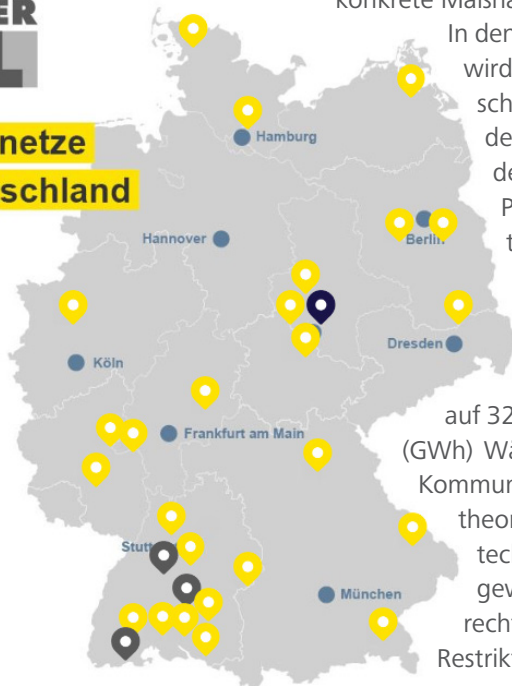 ER
L
netze
schland
Hamburg
Hannover
Berlin
Köln
Dresden
Frankfurt am Main
Stutt
München
konkrete Maßna
In den
wird
sch
de
de
P
t
auf 32
(GWh) Wä
Kommun
theor
tec
recht
Restrikt